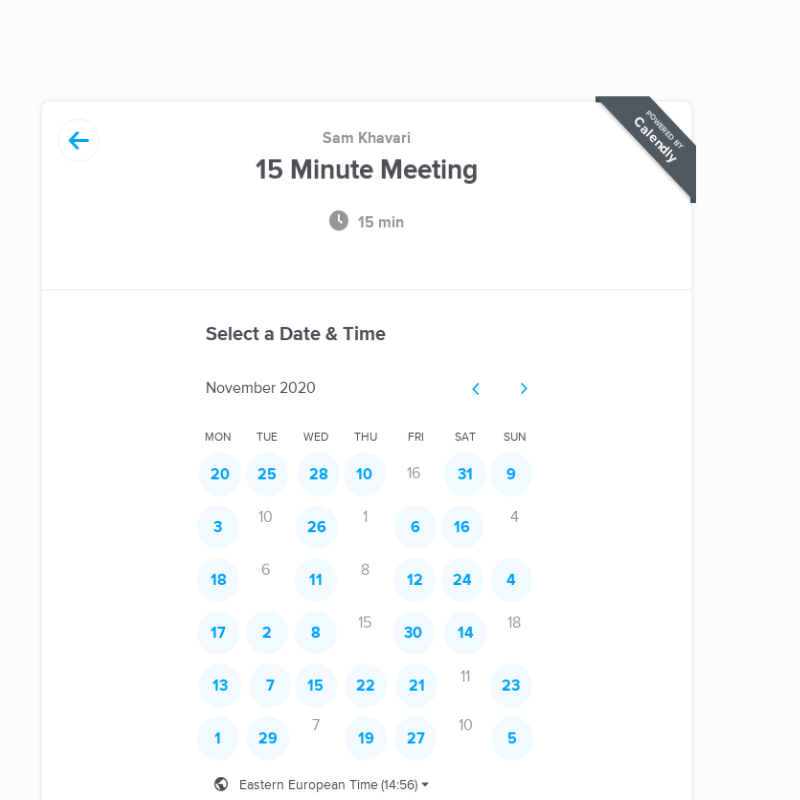 POWERED BY
Calendly
Sam Khavari
15 Minute Meeting
15 min
Select a Date & Time
November 2020
MON TUE WED THU FRI SAT SUN
20 25 28 10 16 31 9
3 10 26 1 6 16 4
18 6 11 8 12 24 4
17 2 8 15 30 14 18
13 7 15 22 21 11 23
1 29 7 19 27 10 5
Eastern European Time (14:56)